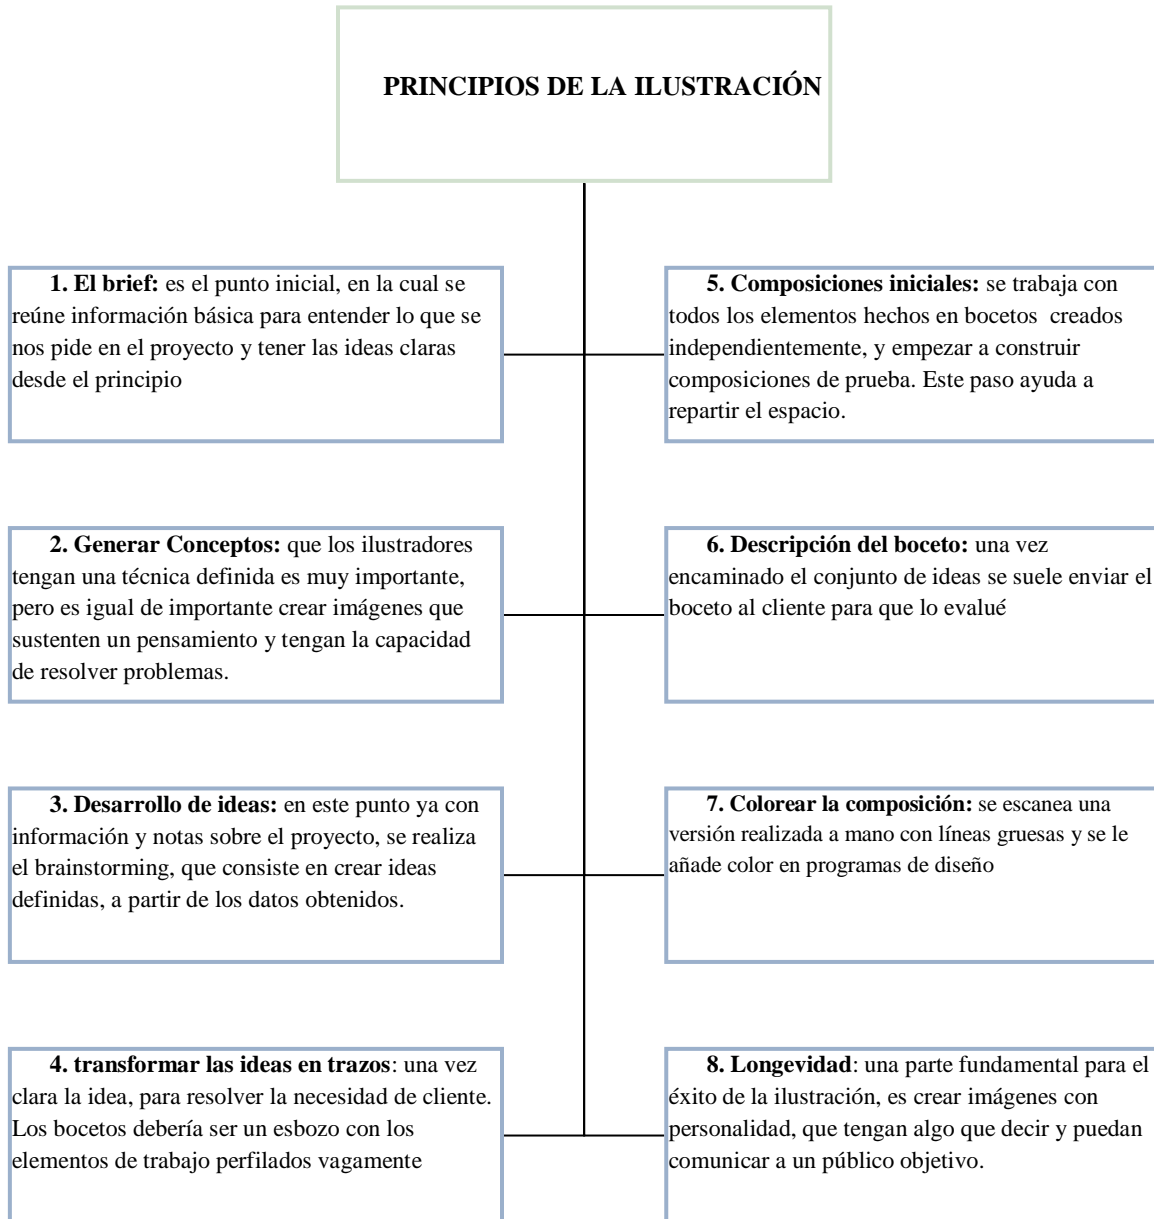 PRINCIPIOS DE LA ILUSTRACIÓN
1. El brief: es el punto inicial, en la cual se
reúne información básica para entender lo que se
nos pide en el proyecto y tener las ideas claras
desde el principio
2. Generar Conceptos: que los ilustradores
tengan una técnica definida es muy importante,
pero es igual de importante crear imágenes que
sustenten un pensamiento y tengan la capacidad
de resolver problemas.
3. Desarrollo de ideas: en este punto ya con
información y notas sobre el proyecto, se realiza
el brainstorming, que consiste en crear ideas
definidas, a partir de los datos obtenidos.
4. transformar las ideas en trazos: una vez
clara la idea, para resolver la necesidad de cliente.
Los bocetos debería ser un esbozo con los
elementos de trabajo perfilados vagamente
5. Composiciones iniciales: se trabaja con
todos los elementos hechos en bocetos creados
independientemente, y empezar a construir
composiciones de prueba. Este paso ayuda a
repartir el espacio.
6. Descripción del boceto: una vez
encaminado el conjunto de ideas se suele enviar el
boceto al cliente para que lo evalué
7. Colorear la composición: se escanea una
versión realizada a mano con líneas gruesas y se le
añade color en programas de diseño
8. Longevidad: una parte fundamental para el
éxito de la ilustración, es crear imágenes con
personalidad, que tengan algo que decir y puedan
comunicar a un público objetivo.